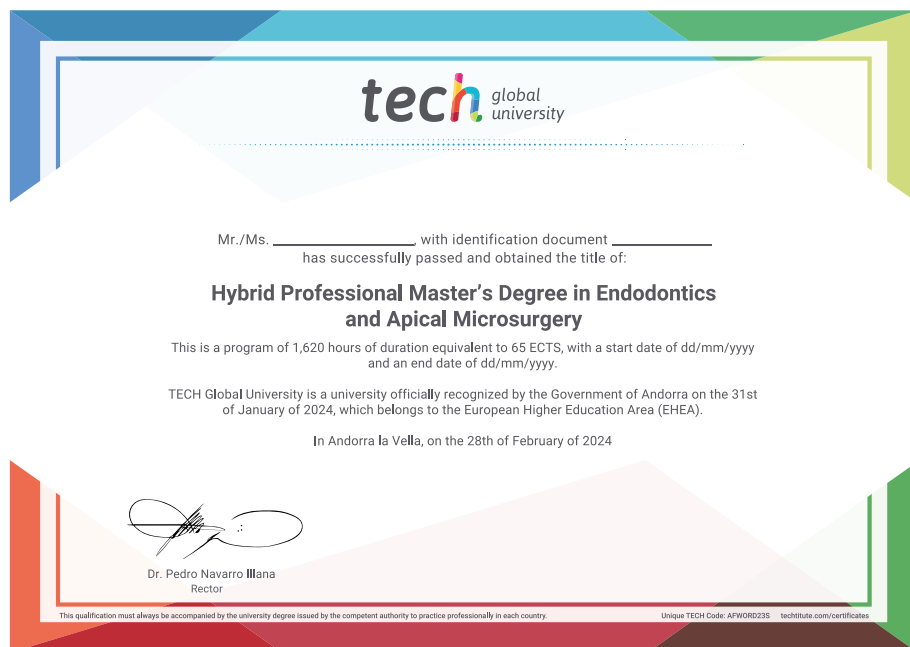 tech global
university
Mr./Ms. ______________, with identification document __________
has successfully passed and obtained the title of:
Hybrid Professional Master’s Degree in Endodontics
and Apical Microsurgery
This is a program of 1,620 hours of duration equivalent to 65 ECTS, with a start date of dd/mm/yyyy
and an end date of dd/mm/yyyy.
TECH Global University is a university officially recognized by the Government of Andorra on the 31st
of January of 2024, which belongs to the European Higher Education Area (EHEA).
In Andorra la Vella, on the 28th of February of 2024
Dr. Pedro Navarro Illana
Rector
This qualification must always be accompanied by the university degree issued by the competent authority to practice professionally in each country.
Unique TECH Code: AFWORD23S techtitute.com/certificates